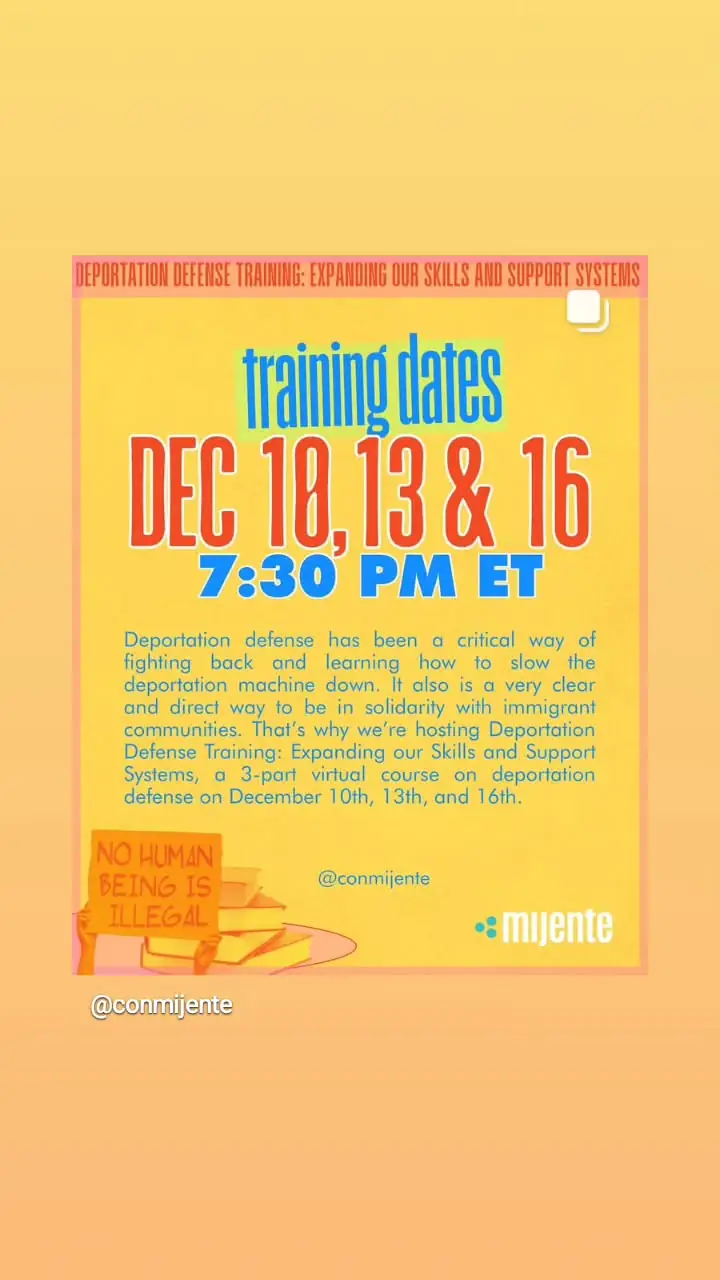 DEPORTATION DEFENSE TRAINING: EXPANDING OUR SKILLS AND SUPPORT SYSTEMS
training dates
DEC 10, 13 & 16
7:30 PM ET
Deportation defense has been a critical way of
fighting back and learning how to slow the
deportation machine down. It also is a very clear
and direct way to be in solidarity with immigrant
communities. That's why we're hosting Deportation
Defense Training: Expanding our Skills and Support
Systems, a 3-part virtual course on deportation
defense on December 10th, 13th, and 16th.
NO HUMAN
BEING IS
ILLEGAL
@conmijente
mijente
@conmijente